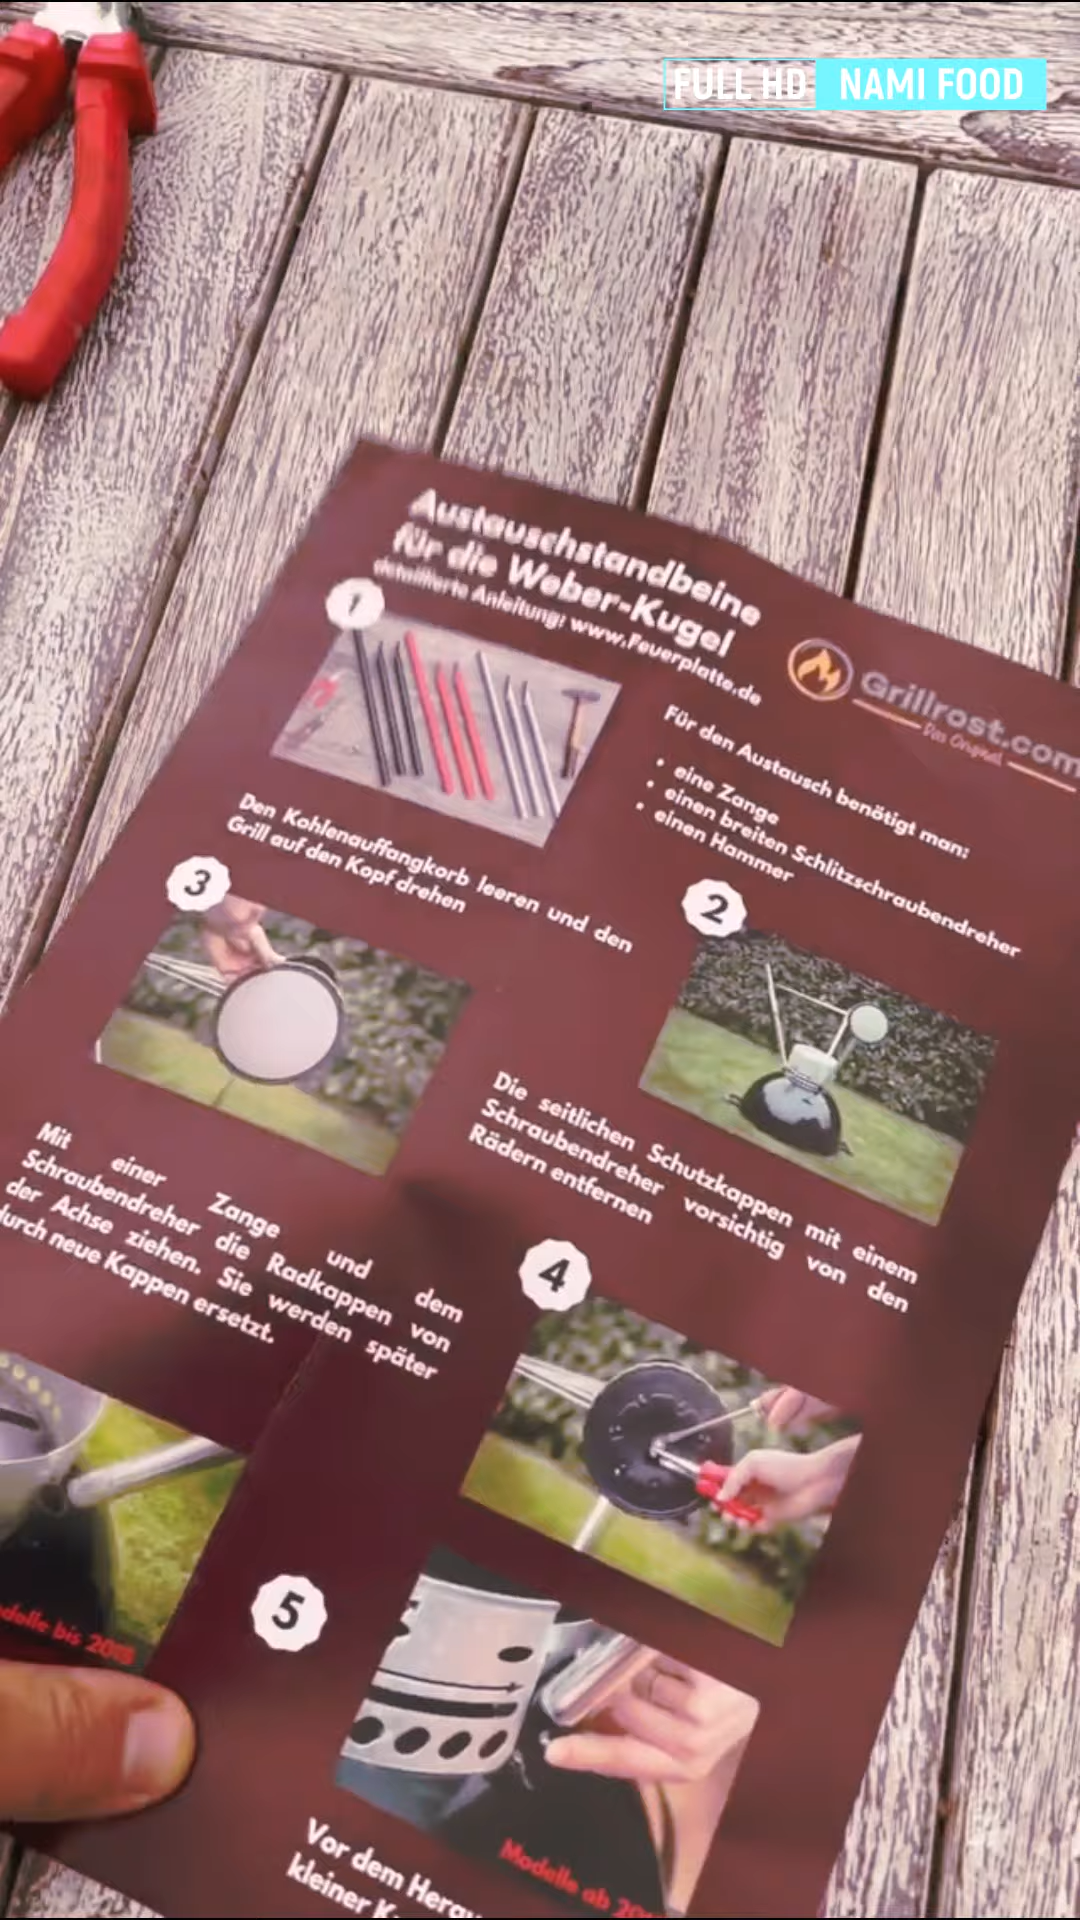 FULL HD NAMI FOOD
Austauschstandbeine
für die Weber-Kugel
detaillierte Anleitung: www.Feuerplatte.de
Grillrost.com
Das Original
1
Für den Austausch benötigt man:
• eine Zange
• einen breiten Schlitzschraubendreher
• einen Hammer
Den Kohlenauffangkorb leeren und den
Grill auf den Kopf drehen
2
3
Die seitlichen Schutzkappen mit einem
Schraubendreher vorsichtig von den
Rädern entfernen
Mit einer Zange und dem
Schraubendreher die Radkappen von
der Achse ziehen. Sie werden später
durch neue Kappen ersetzt.
4
5
bis 2015
Modelle ab
Vor dem
kleiner